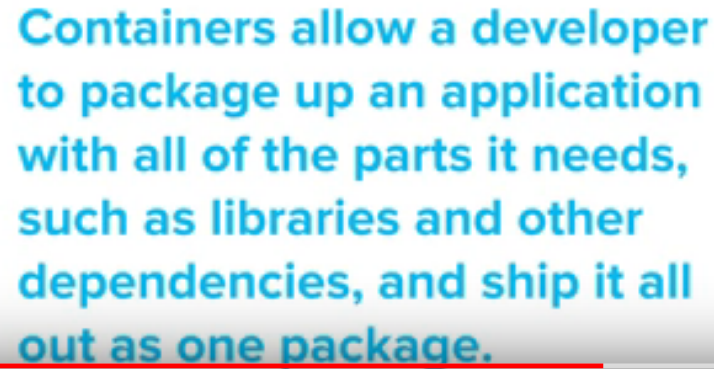 Containers allow a developer
to package up an application
with all of the parts it needs,
such as libraries and other
dependencies, and ship it all
out as one package.